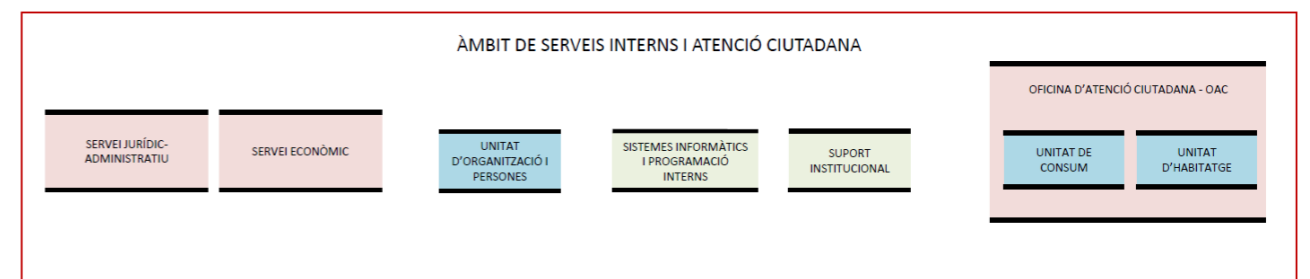 ÀMBIT DE SERVEIS INTERNS I ATENCIÓ CIUTADANA
SERVEI JURÍDIC-
ADMINISTRATIU
SERVEI ECONÒMIC
UNITAT
D'ORGANITZACIÓ I
PERSONES
SISTEMES INFORMÀTICS
I PROGRAMACIÓ
INTERNS
SUPORT
INSTITUCIONAL
OFICINA D'ATENCIÓ CIUTADANA - OAC
UNITAT DE
CONSUM
UNITAT
D'HABITATGE